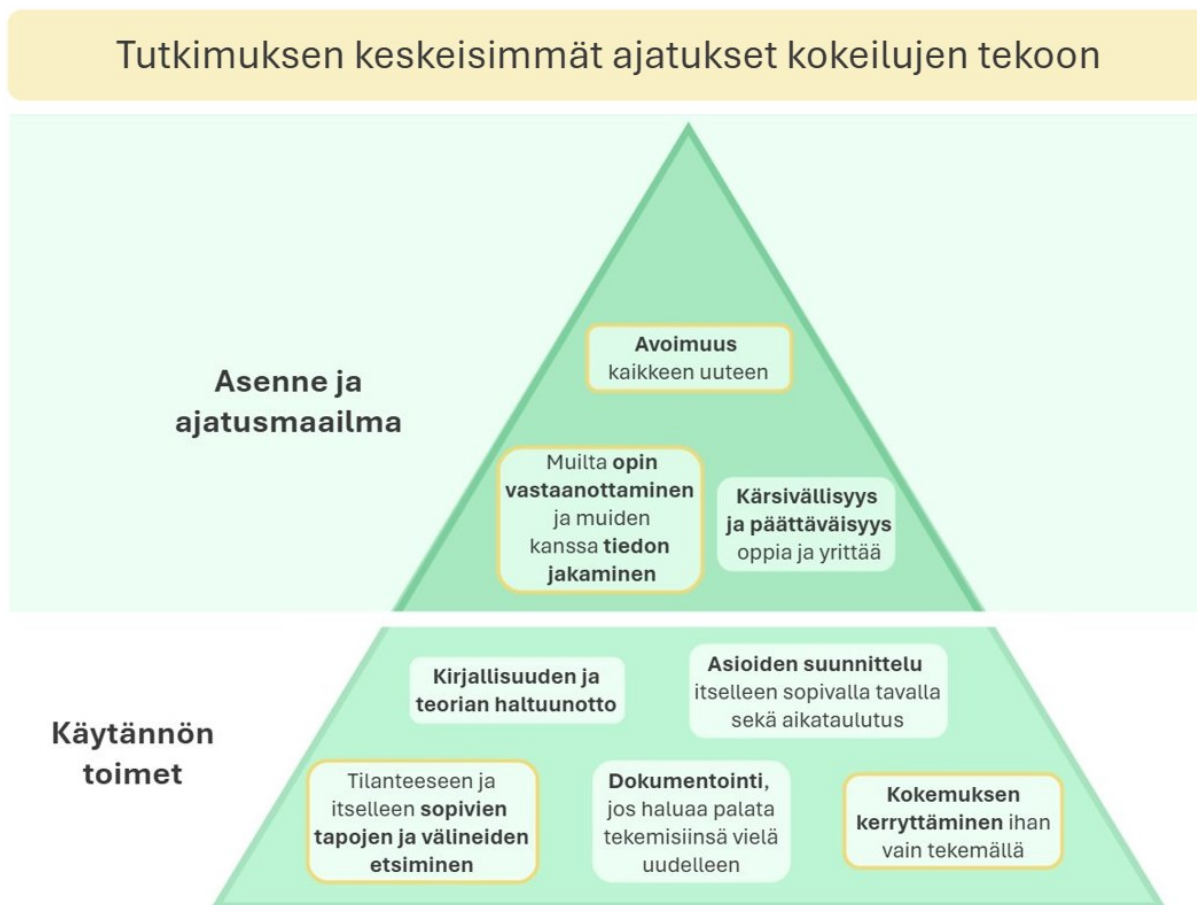 Tutkimuksen keskeisimmät ajatukset kokeilujen tekoon
Asenne ja
ajatusmaailma
Avoimuus
kaikkeen uuteen
Muilta opin
vastaanottaminen
ja muiden
kanssa tiedon
jakaminen
Kärsivällisyys
ja päättäväisyys
oppia ja yrittää
Käytännön
toimet
Kirjallisuuden ja
teorian haltuunotto
Asioiden suunnittelu
itselleen sopivalla tavalla
sekä aikataulutus
Tilanteeseen ja
itselleen sopivien
tapojen ja välineiden
etsiminen
Dokumentointi,
jos haluaa palata
tekemisiinsä vielä
uudelleen
Kokemuksen
kerryttäminen ihan
vain tekemällä